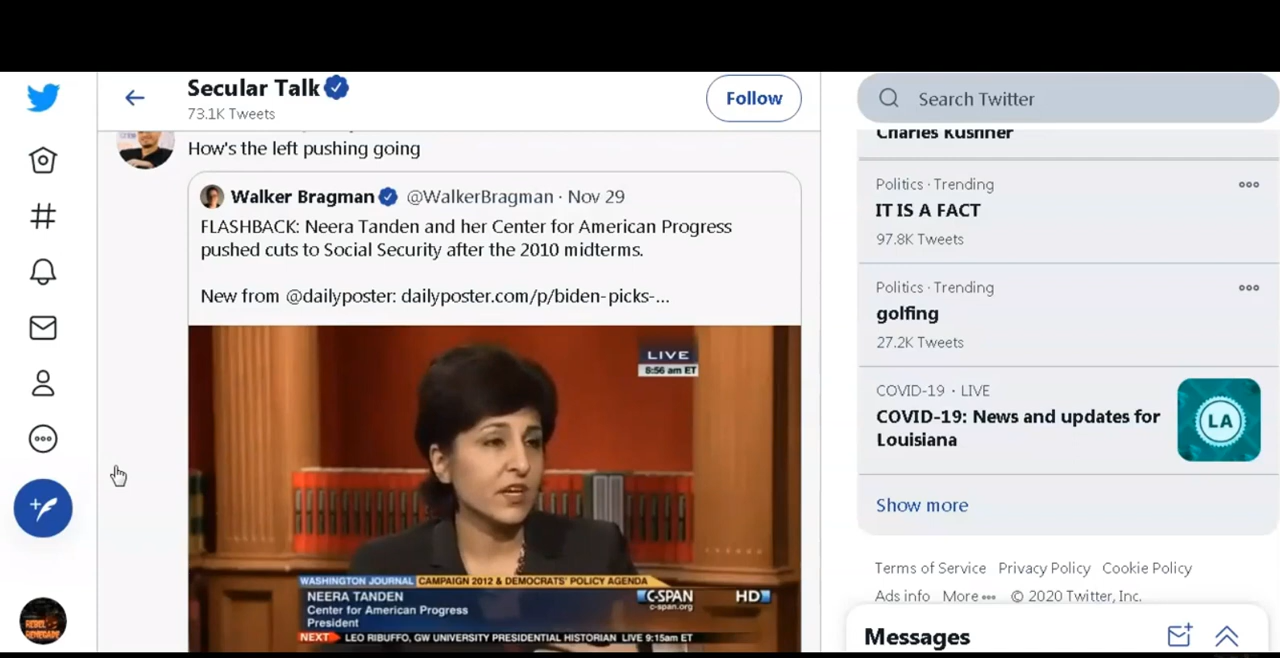 Secular Talk
73.1K Tweets
Follow
Search Twitter
How's the left pushing going
Walker Bragman @WalkerBragman · Nov 29
FLASHBACK: Neera Tanden and her Center for American Progress
pushed cuts to Social Security after the 2010 midterms.
New from @dailyposter: dailyposter.com/p/biden-picks-...
LIVE
8:56 am ET
WASHINGTON JOURNAL CAMPAIGN 2012 & DEMOCRATS' POLICY AGENDA
NEERA TANDEN
Center for American Progress
President
C-SPAN
c-span.org
HD
NEXT LEO RIBUFFO, GW UNIVERSITY PRESIDENTIAL HISTORIAN LIVE 9:15am ET
Charles Kushner
Politics · Trending
IT IS A FACT
97.8K Tweets
Politics · Trending
golfing
27.2K Tweets
COVID-19 · LIVE
COVID-19: News and updates for
Louisiana
LA
Show more
Terms of Service Privacy Policy Cookie Policy
Ads info More ••• © 2020 Twitter, Inc.
Messages
REBEL
RENEGADE